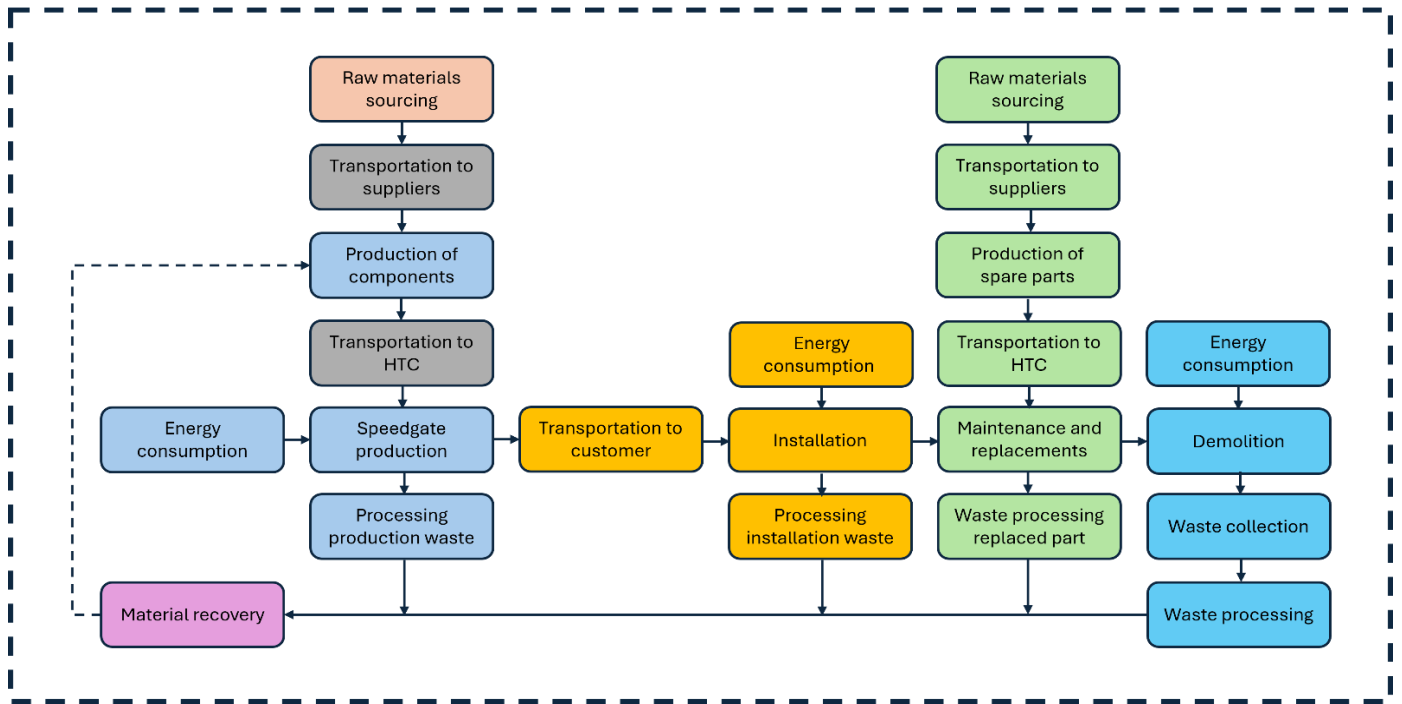 Raw materials
sourcing
Transportation to
suppliers
Production of
components
Transportation to
HTC
Energy
consumption
Speedgate
production
Processing
production waste
Material recovery
Transportation to
customer
Energy
consumption
Installation
Processing
installation waste
Raw materials
sourcing
Transportation to
suppliers
Production of
spare parts
Transportation to
HTC
Maintenance and
replacements
Waste processing
replaced part
Energy
consumption
Demolition
Waste collection
Waste processing